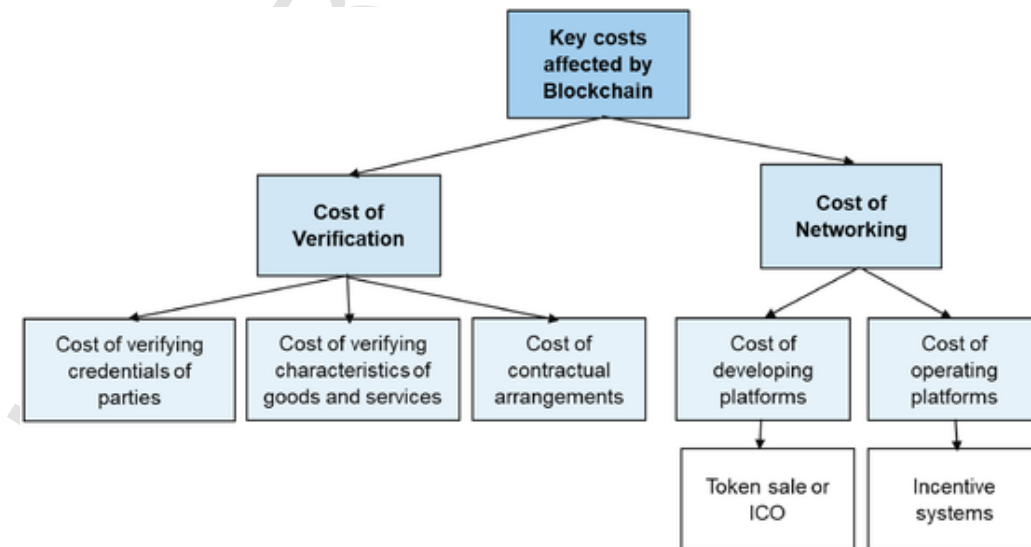 Key costs
affected by
Blockchain
Cost of
Verification
Cost of
Networking
Cost of verifying
credentials of
parties
Cost of verifying
characteristics of
goods and services
Cost of
contractual
arrangements
Cost of
developing
platforms
Cost of
operating
platforms
Token sale or
ICO
Incentive
systems